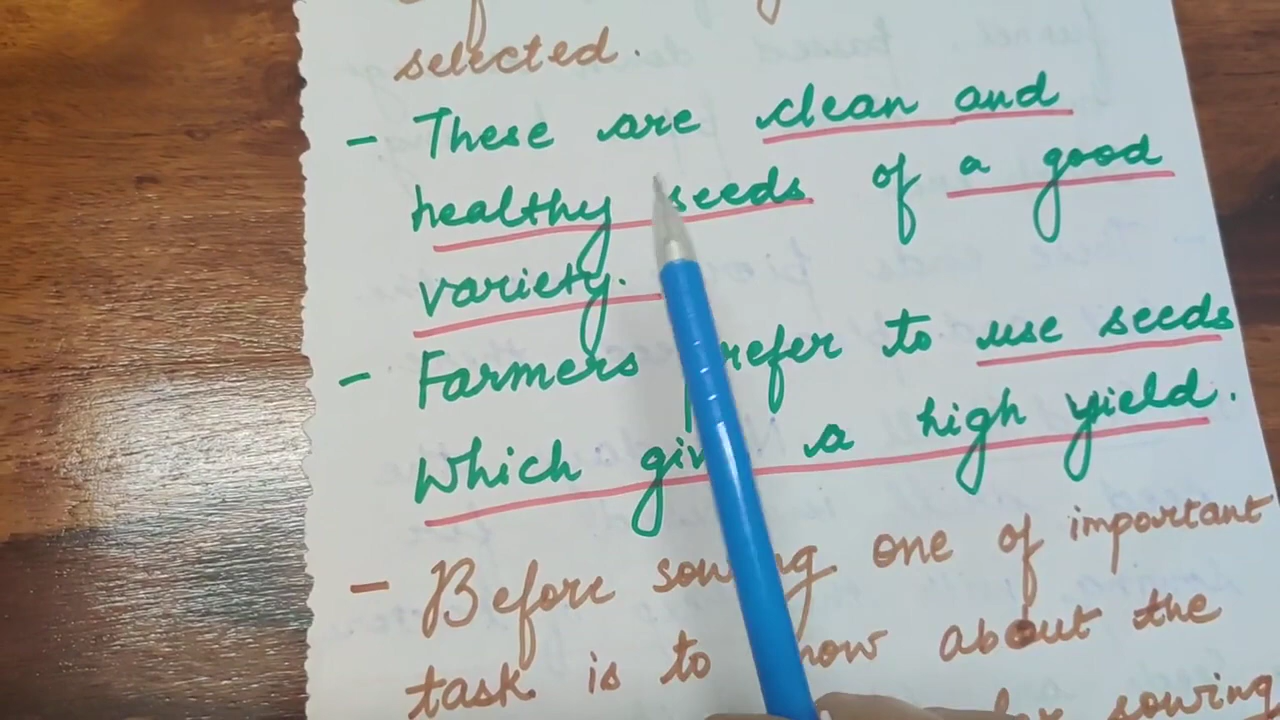 selected.
- These are clean and
healthy seeds of a good
variety.
- Farmers prefer to use seeds
which give a high yield.
- Before sowing one of important
task is to know about the
sowing